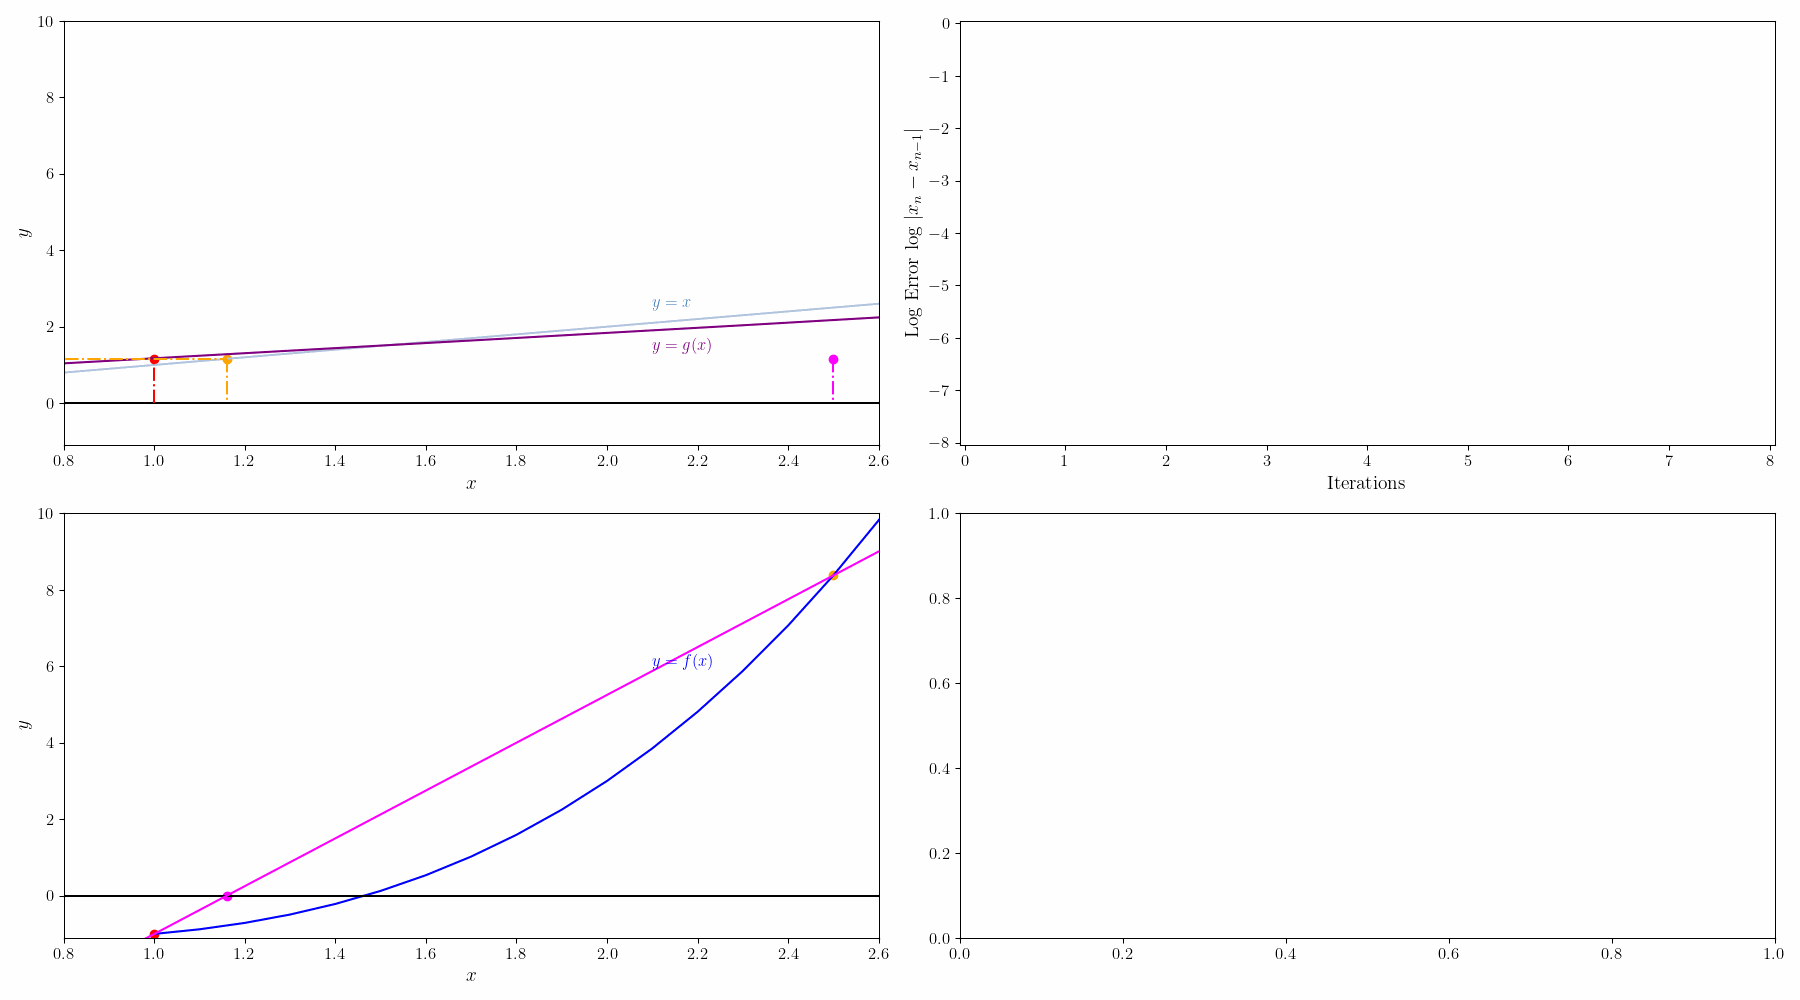 10
8
6
4
2
0
y
y = x
y = g(x)
0.8 1.0 1.2 1.4 1.6 1.8 2.0 2.2 2.4 2.6
x
0
−1
−2
−3
−4
−5
−6
−7
−8
Log Error log |xₙ − xₙ₋₁|
0 1 2 3 4 5 6 7 8
Iterations
10
8
6
4
2
0
y
y = f(x)
0.8 1.0 1.2 1.4 1.6 1.8 2.0 2.2 2.4 2.6
x
1.0
0.8
0.6
0.4
0.2
0.0
0.0 0.2 0.4 0.6 0.8 1.0